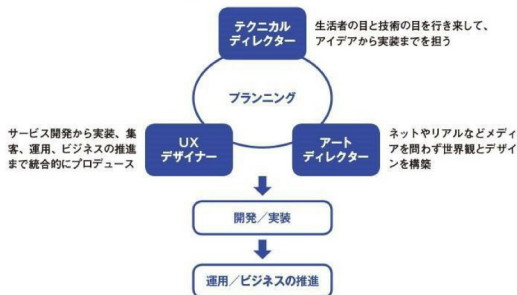 テクニカル
ディレクター
生活者の目と技術の目を行き来して、
アイデアから実装までを担う
プランニング
サービス開発から実装、集
客、運用、ビジネスの推進
まで統合的にプロデュース
UX
デザイナー
アート
ディレクター
ネットやリアルなどメディ
アを問わず世界観とデザイ
ンを構築
開発／実装
運用／ビジネスの推進